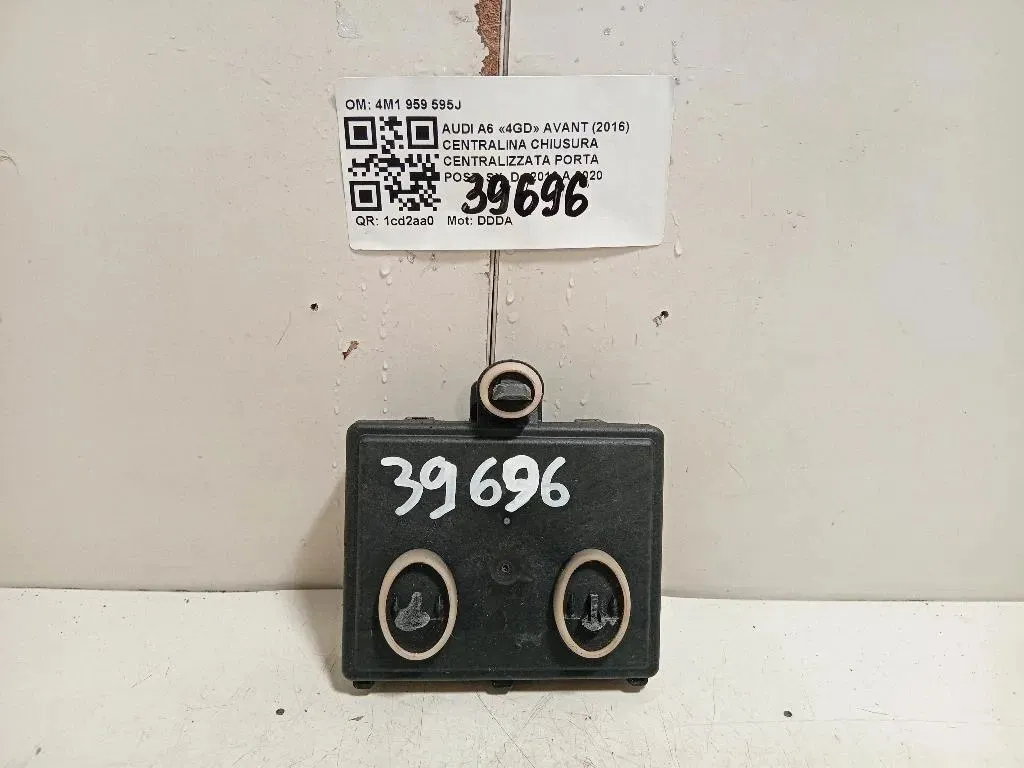 OM: 4M1 959 595J
AUDI A6 «4GD» AVANT (2016)
CENTRALINA CHIUSURA
CENTRALIZZATA PORTA
POS
39696
QR: 1cd2aa0 Mot: DDDA
39696